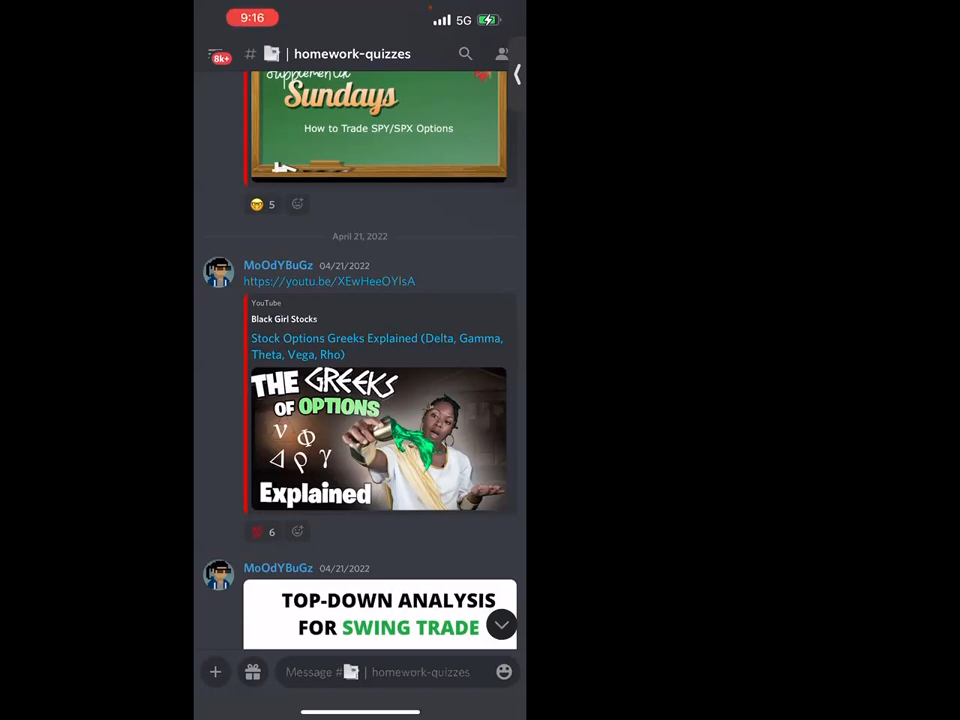 9:16
5G
8k+
# | homework-quizzes
Supplemental
Sundays
How to Trade SPY/SPX Options
5
April 21, 2022
MoOdYBuGz 04/21/2022
https://youtu.be/XEwHeeOYIsA
YouTube
Black Girl Stocks
Stock Options Greeks Explained (Delta, Gamma,
Theta, Vega, Rho)
THE GREEKS
OF OPTIONS
ν Φ
Δ ρ γ
Explained
6
MoOdYBuGz 04/21/2022
TOP-DOWN ANALYSIS
FOR SWING TRADE
Message # | homework-quizzes